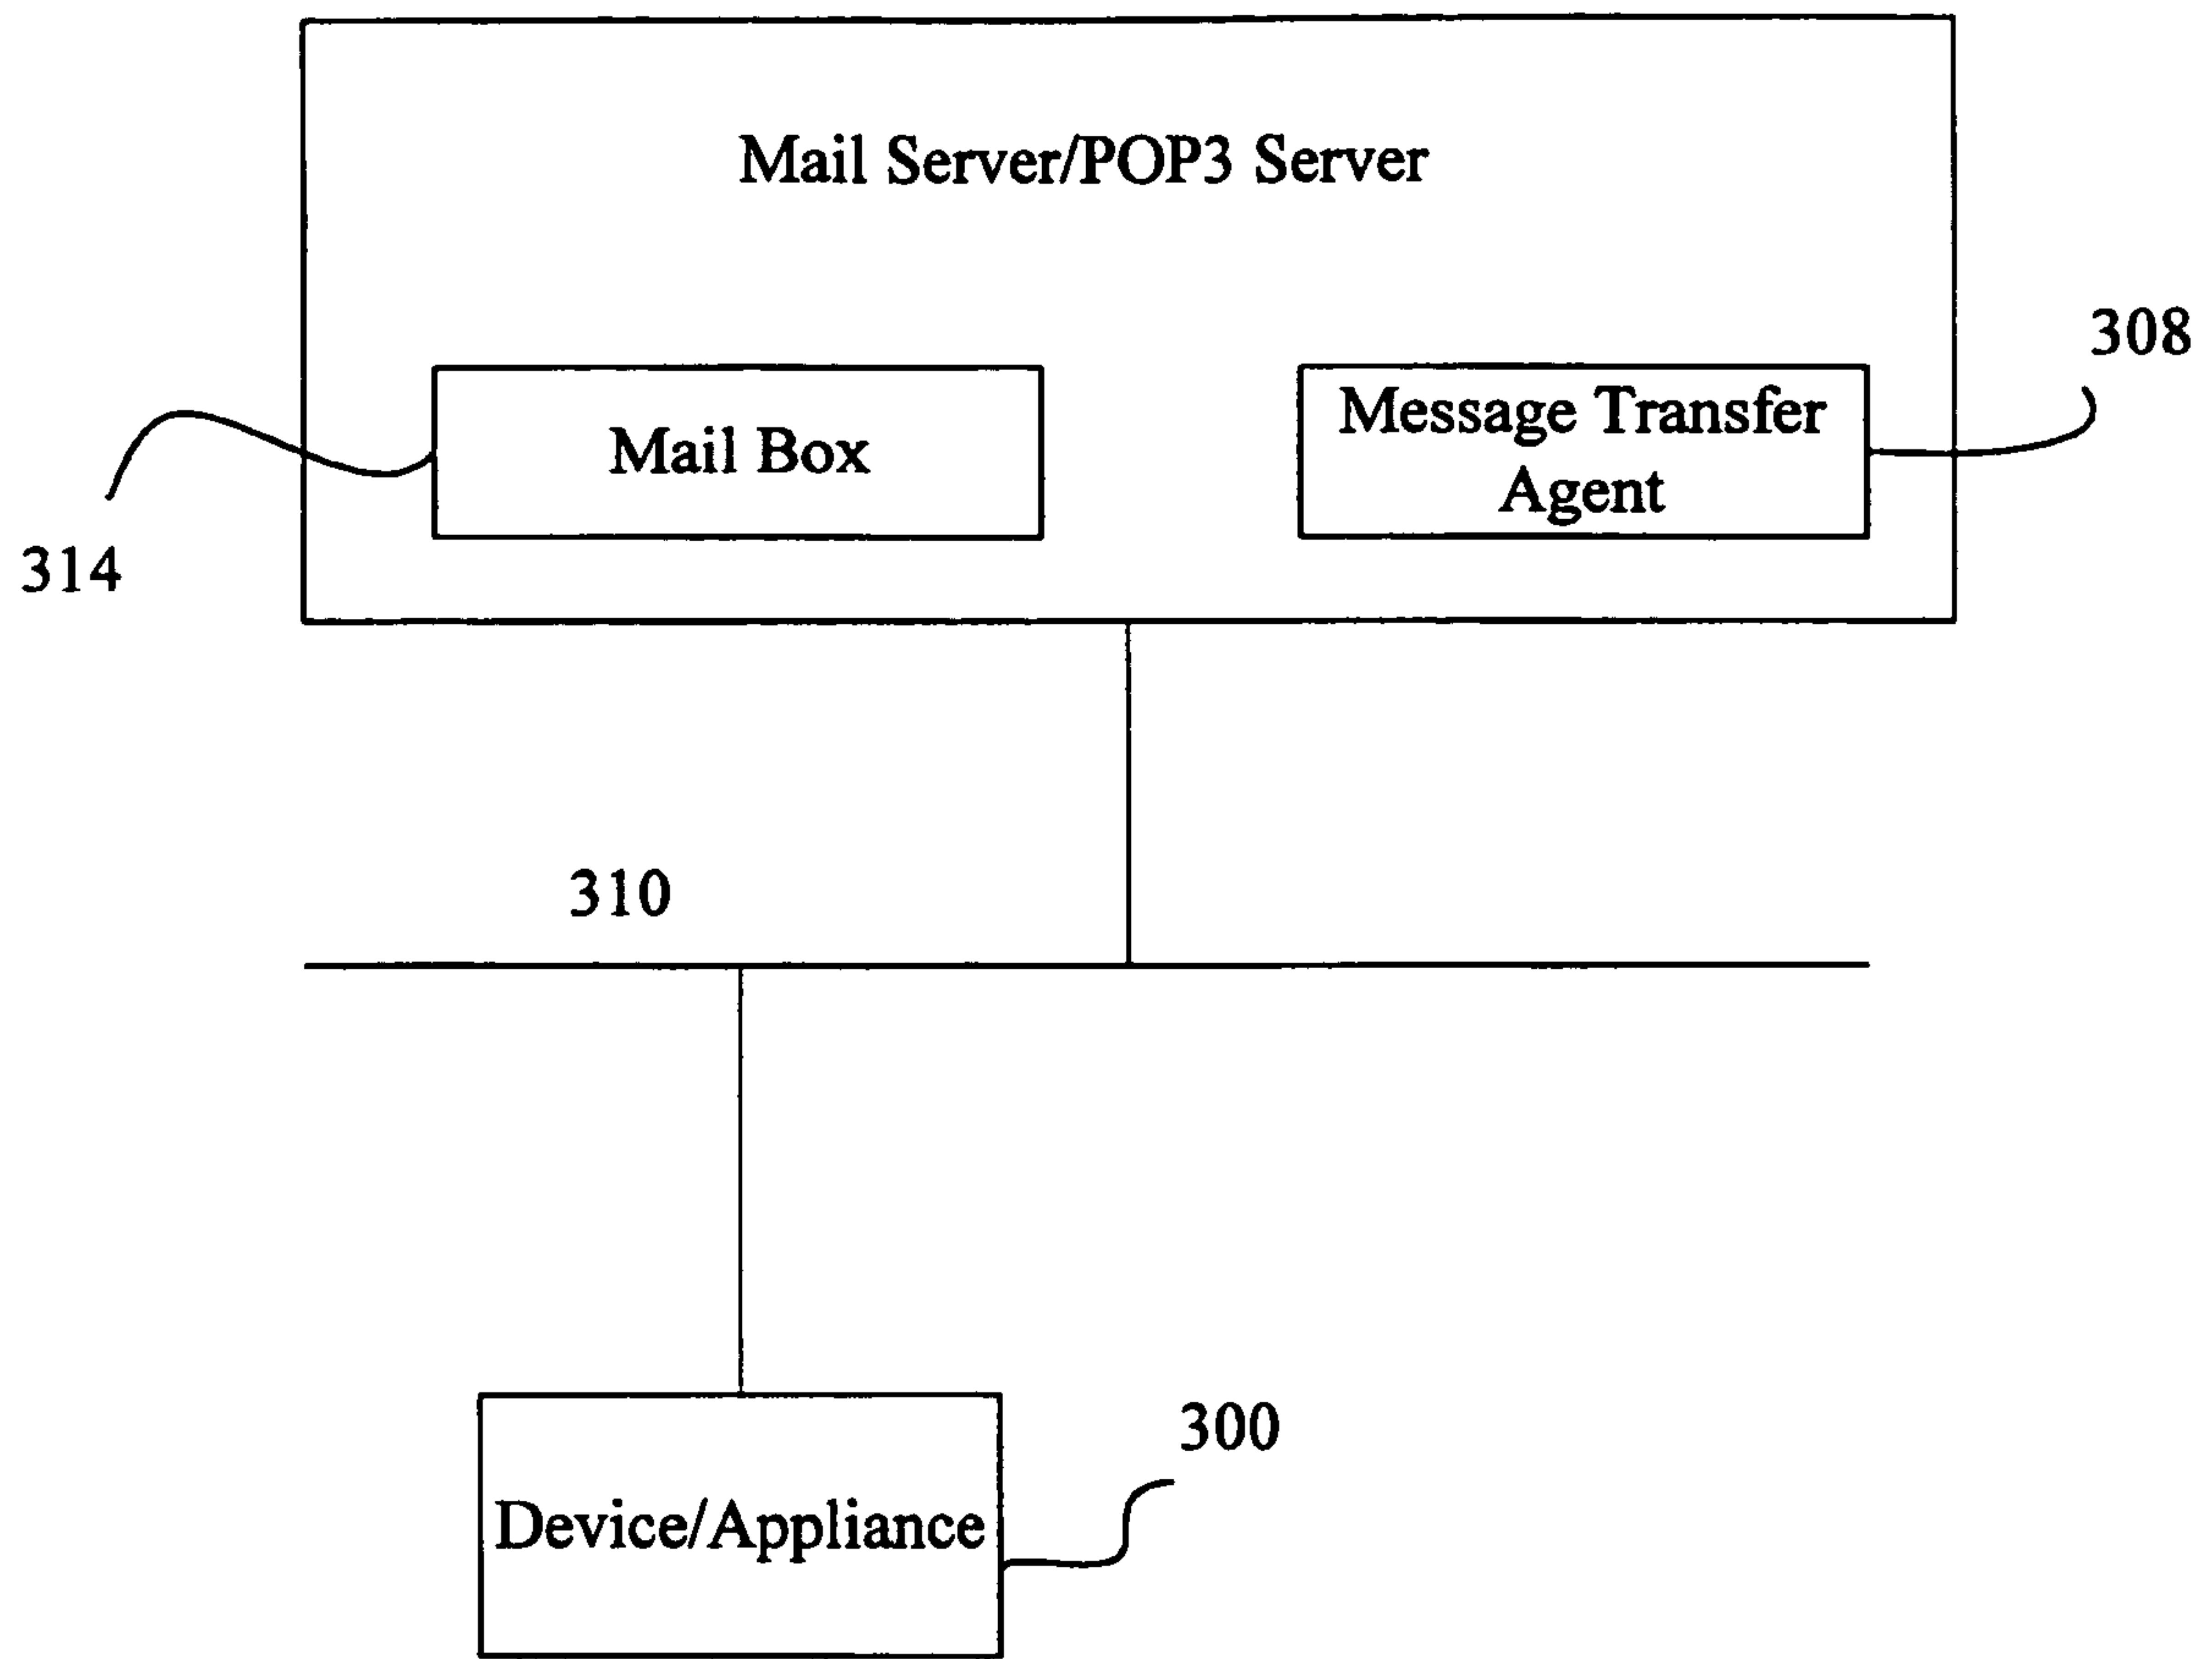 Mail Server/POP3 Server
308
Mail Box
Message Transfer
Agent
314
310
300
Device/Appliance